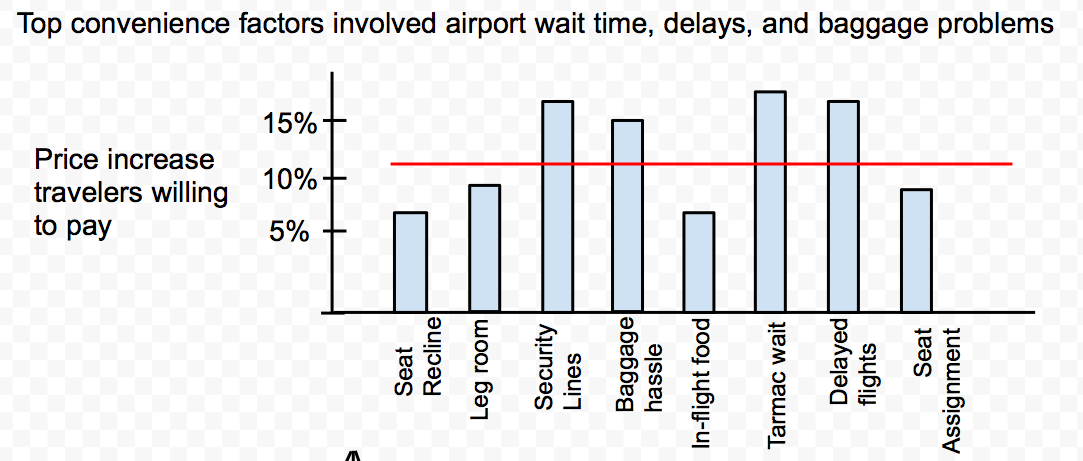 Top convenience factors involved airport wait time, delays, and baggage problems
15%
10%
5%
Price increase
travelers willing
to pay
Seat
Recline
Leg room
Security
Lines
Baggage
hassle
In-flight food
Tarmac wait
Delayed
flights
Seat
Assignment